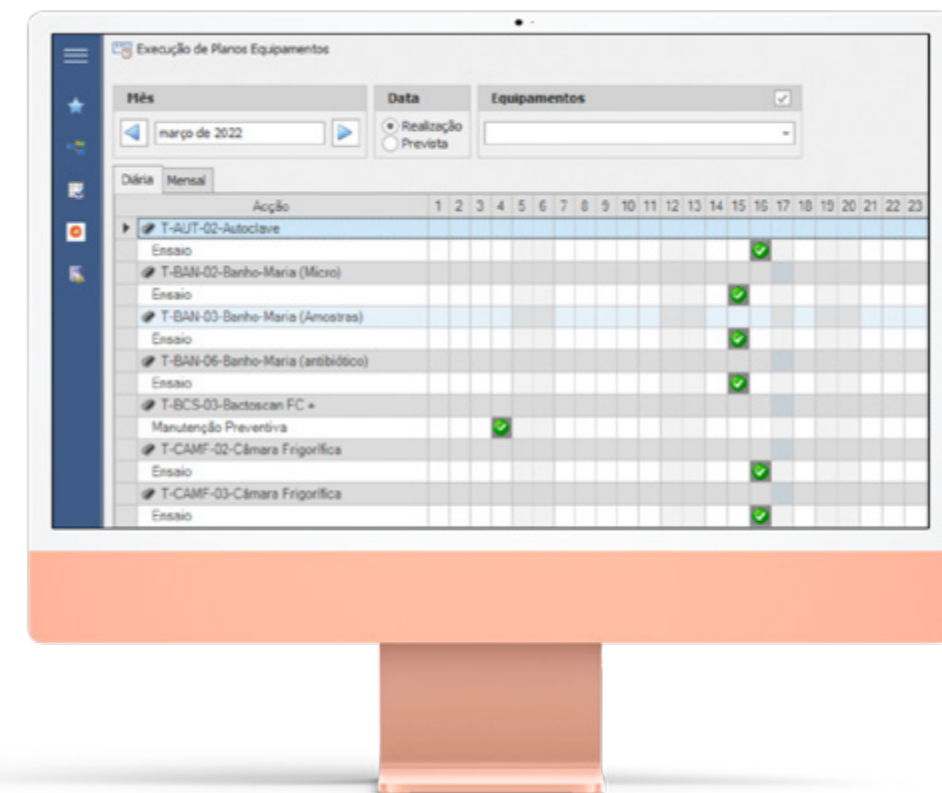 Execução de Planos Equipamentos
Mês Data Equipamentos
março de 2022 Realização
Prevista
Diária Mensal
Acção 1 2 3 4 5 6 7 8 9 10 11 12 13 14 15 16 17 18 19 20 21 22 23
T-AUT-02-Autoclave
Ensaio
T-BAN-02-Banho-Maria (Micro)
Ensaio
T-BAN-03-Banho-Maria (Amostras)
Ensaio
T-BAN-06-Banho-Maria (antibiótico)
Ensaio
T-BCS-03-Bactoscan FC +
Manutenção Preventiva
T-CAMF-02-Câmara Frigorífica
Ensaio
T-CAMF-03-Câmara Frigorífica
Ensaio